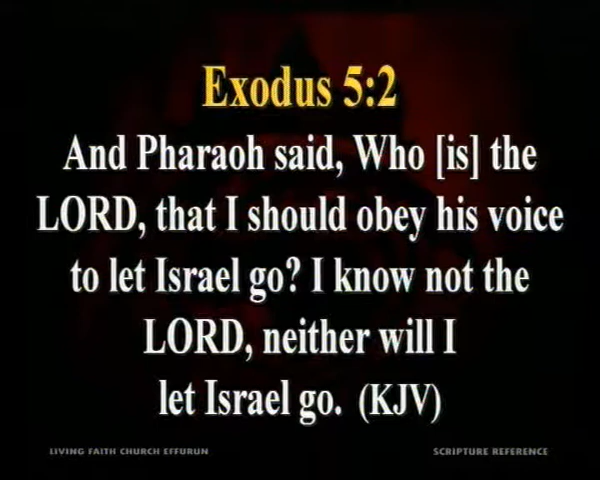 Exodus 5:2
And Pharaoh said, Who [is] the
LORD, that I should obey his voice
to let Israel go? I know not the
LORD, neither will I
let Israel go. (KJV)
LIVING FAITH CHURCH EFFURUN
SCRIPTURE REFERENCE